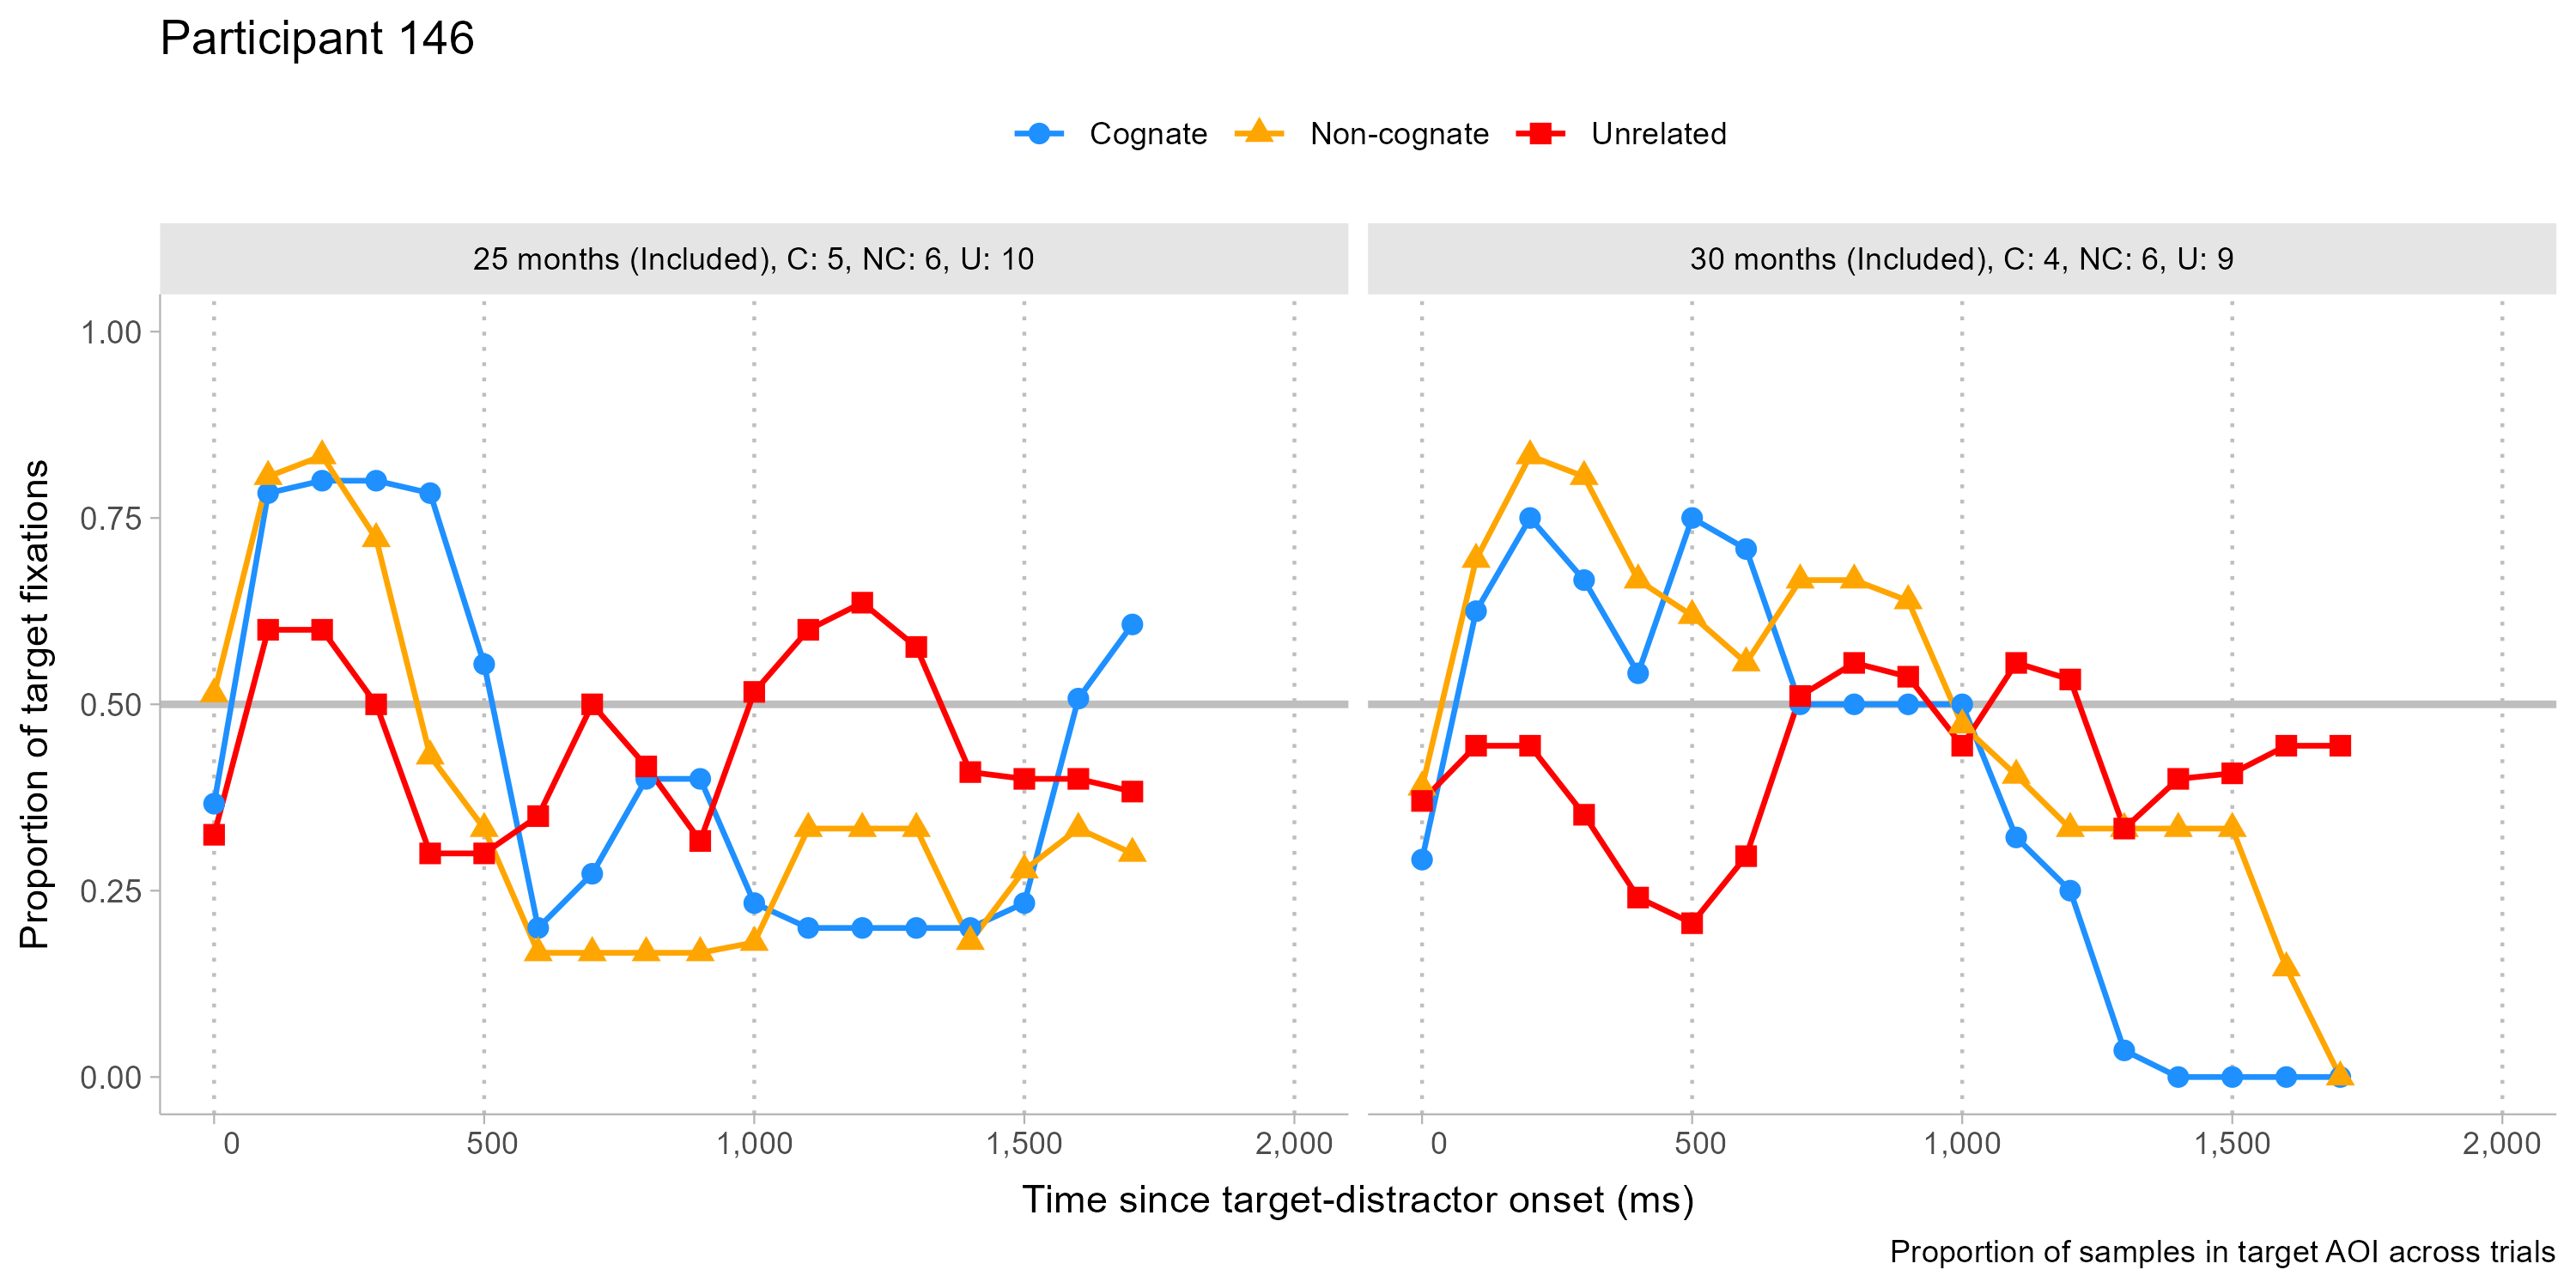 Participant 146
Cognate Non-cognate Unrelated
25 months (Included), C: 5, NC: 6, U: 10
30 months (Included), C: 4, NC: 6, U: 9
Proportion of target fixations
1.00
0.75
0.50
0.25
0.00
0 500 1,000 1,500 2,000
0 500 1,000 1,500 2,000
Time since target-distractor onset (ms)
Proportion of samples in target AOI across trials